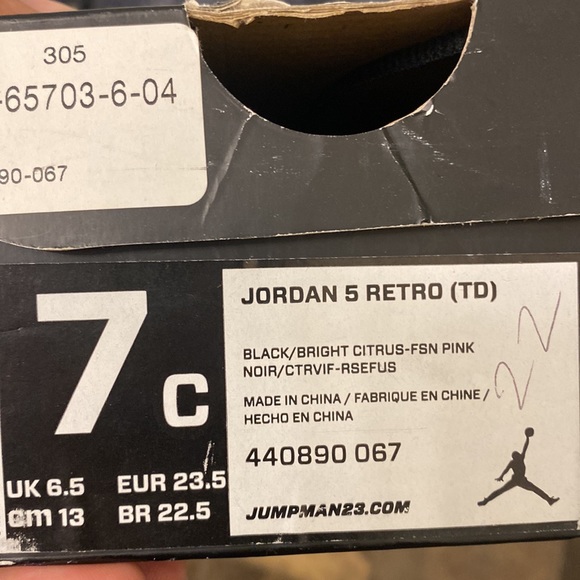 305
-65703-6-04
90-067
7C
JORDAN 5 RETRO (TD)
BLACK/BRIGHT CITRUS-FSN PINK
NOIR/CTRVIF-RSEFUS
MADE IN CHINA / FABRIQUE EN CHINE /
HECHO EN CHINA
440890 067
UK 6.5 EUR 23.5
cm 13 BR 22.5
JUMPMAN23.COM
22